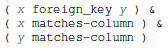 ( x foreign_key y ) &
( x matches-column ) &
( y matches-column )